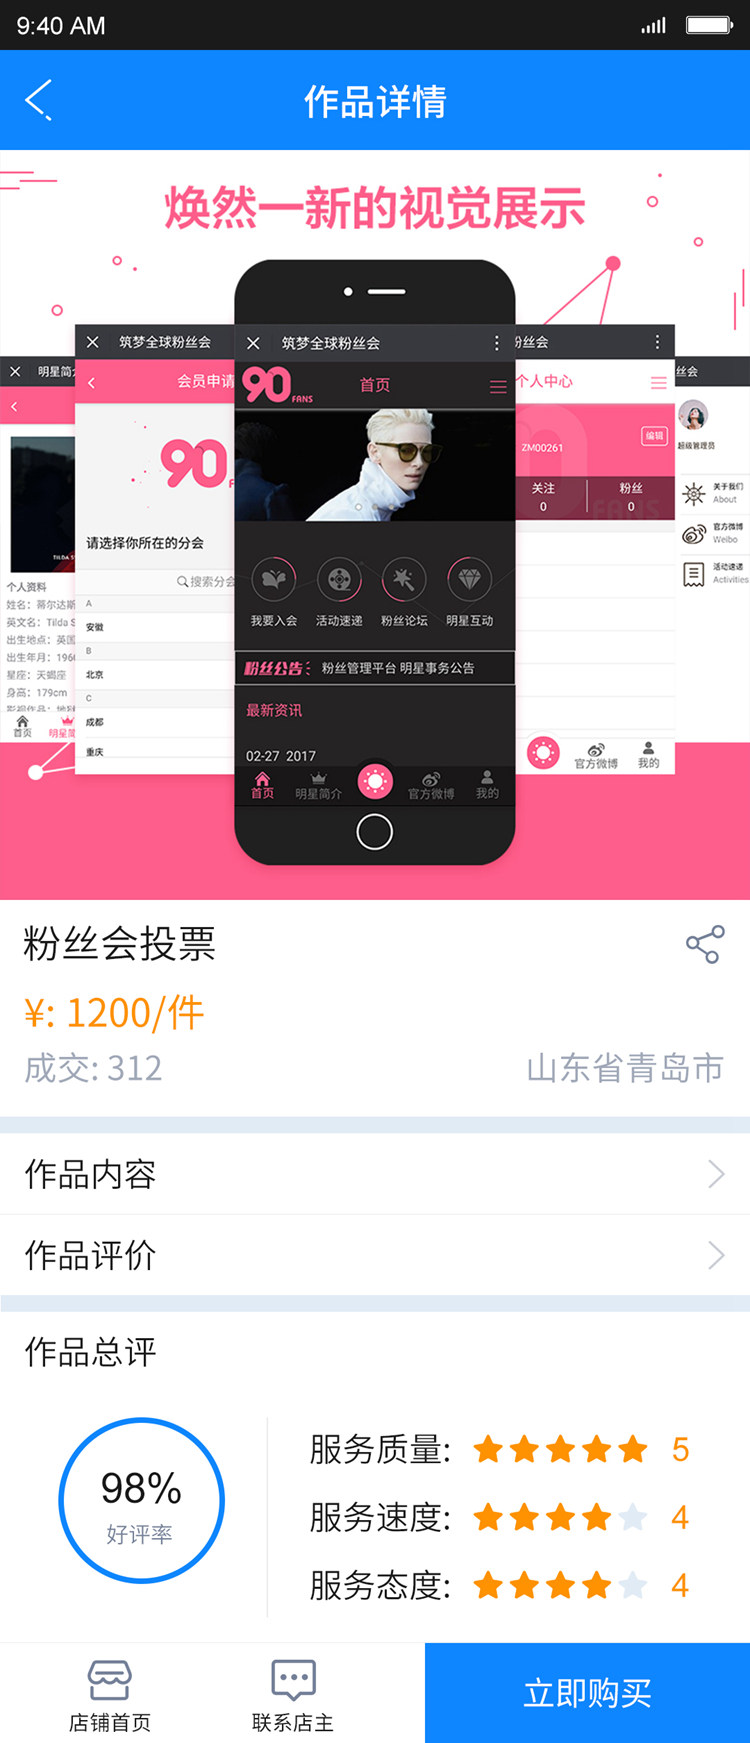 9:40 AM
作品详情
焕然一新的视觉展示
筑梦全球粉丝会
筑梦全球粉丝会
粉丝会
明星简
丝会
会员申请
90
FANS
首页
个人中心
90
ZM00261
编辑
超级管理员
关注
0
粉丝
0
FANS
关于我们
About
官方微博
Weibo
活动速递
Activities
TILDA S
请选择你所在的分会
搜索分会
A
安徽
B
北京
C
成都
重庆
个人资料
姓名：蒂尔达斯
英文名：Tilda S
出生地点：英国
出生年月：1960
星座：天蝎座
身高：179cm
首页
明星简
我要入会
活动速递
粉丝论坛
明星互动
粉丝公告：
粉丝管理平台 明星事务公告
最新资讯
02-27 2017
首页
明星简介
官方微博
我的
官方微博
我的
粉丝会投票
¥: 1200/件
成交: 312
山东省青岛市
作品内容
作品评价
作品总评
98%
好评率
服务质量: 5
服务速度: 4
服务态度: 4
店铺首页
联系店主
立即购买